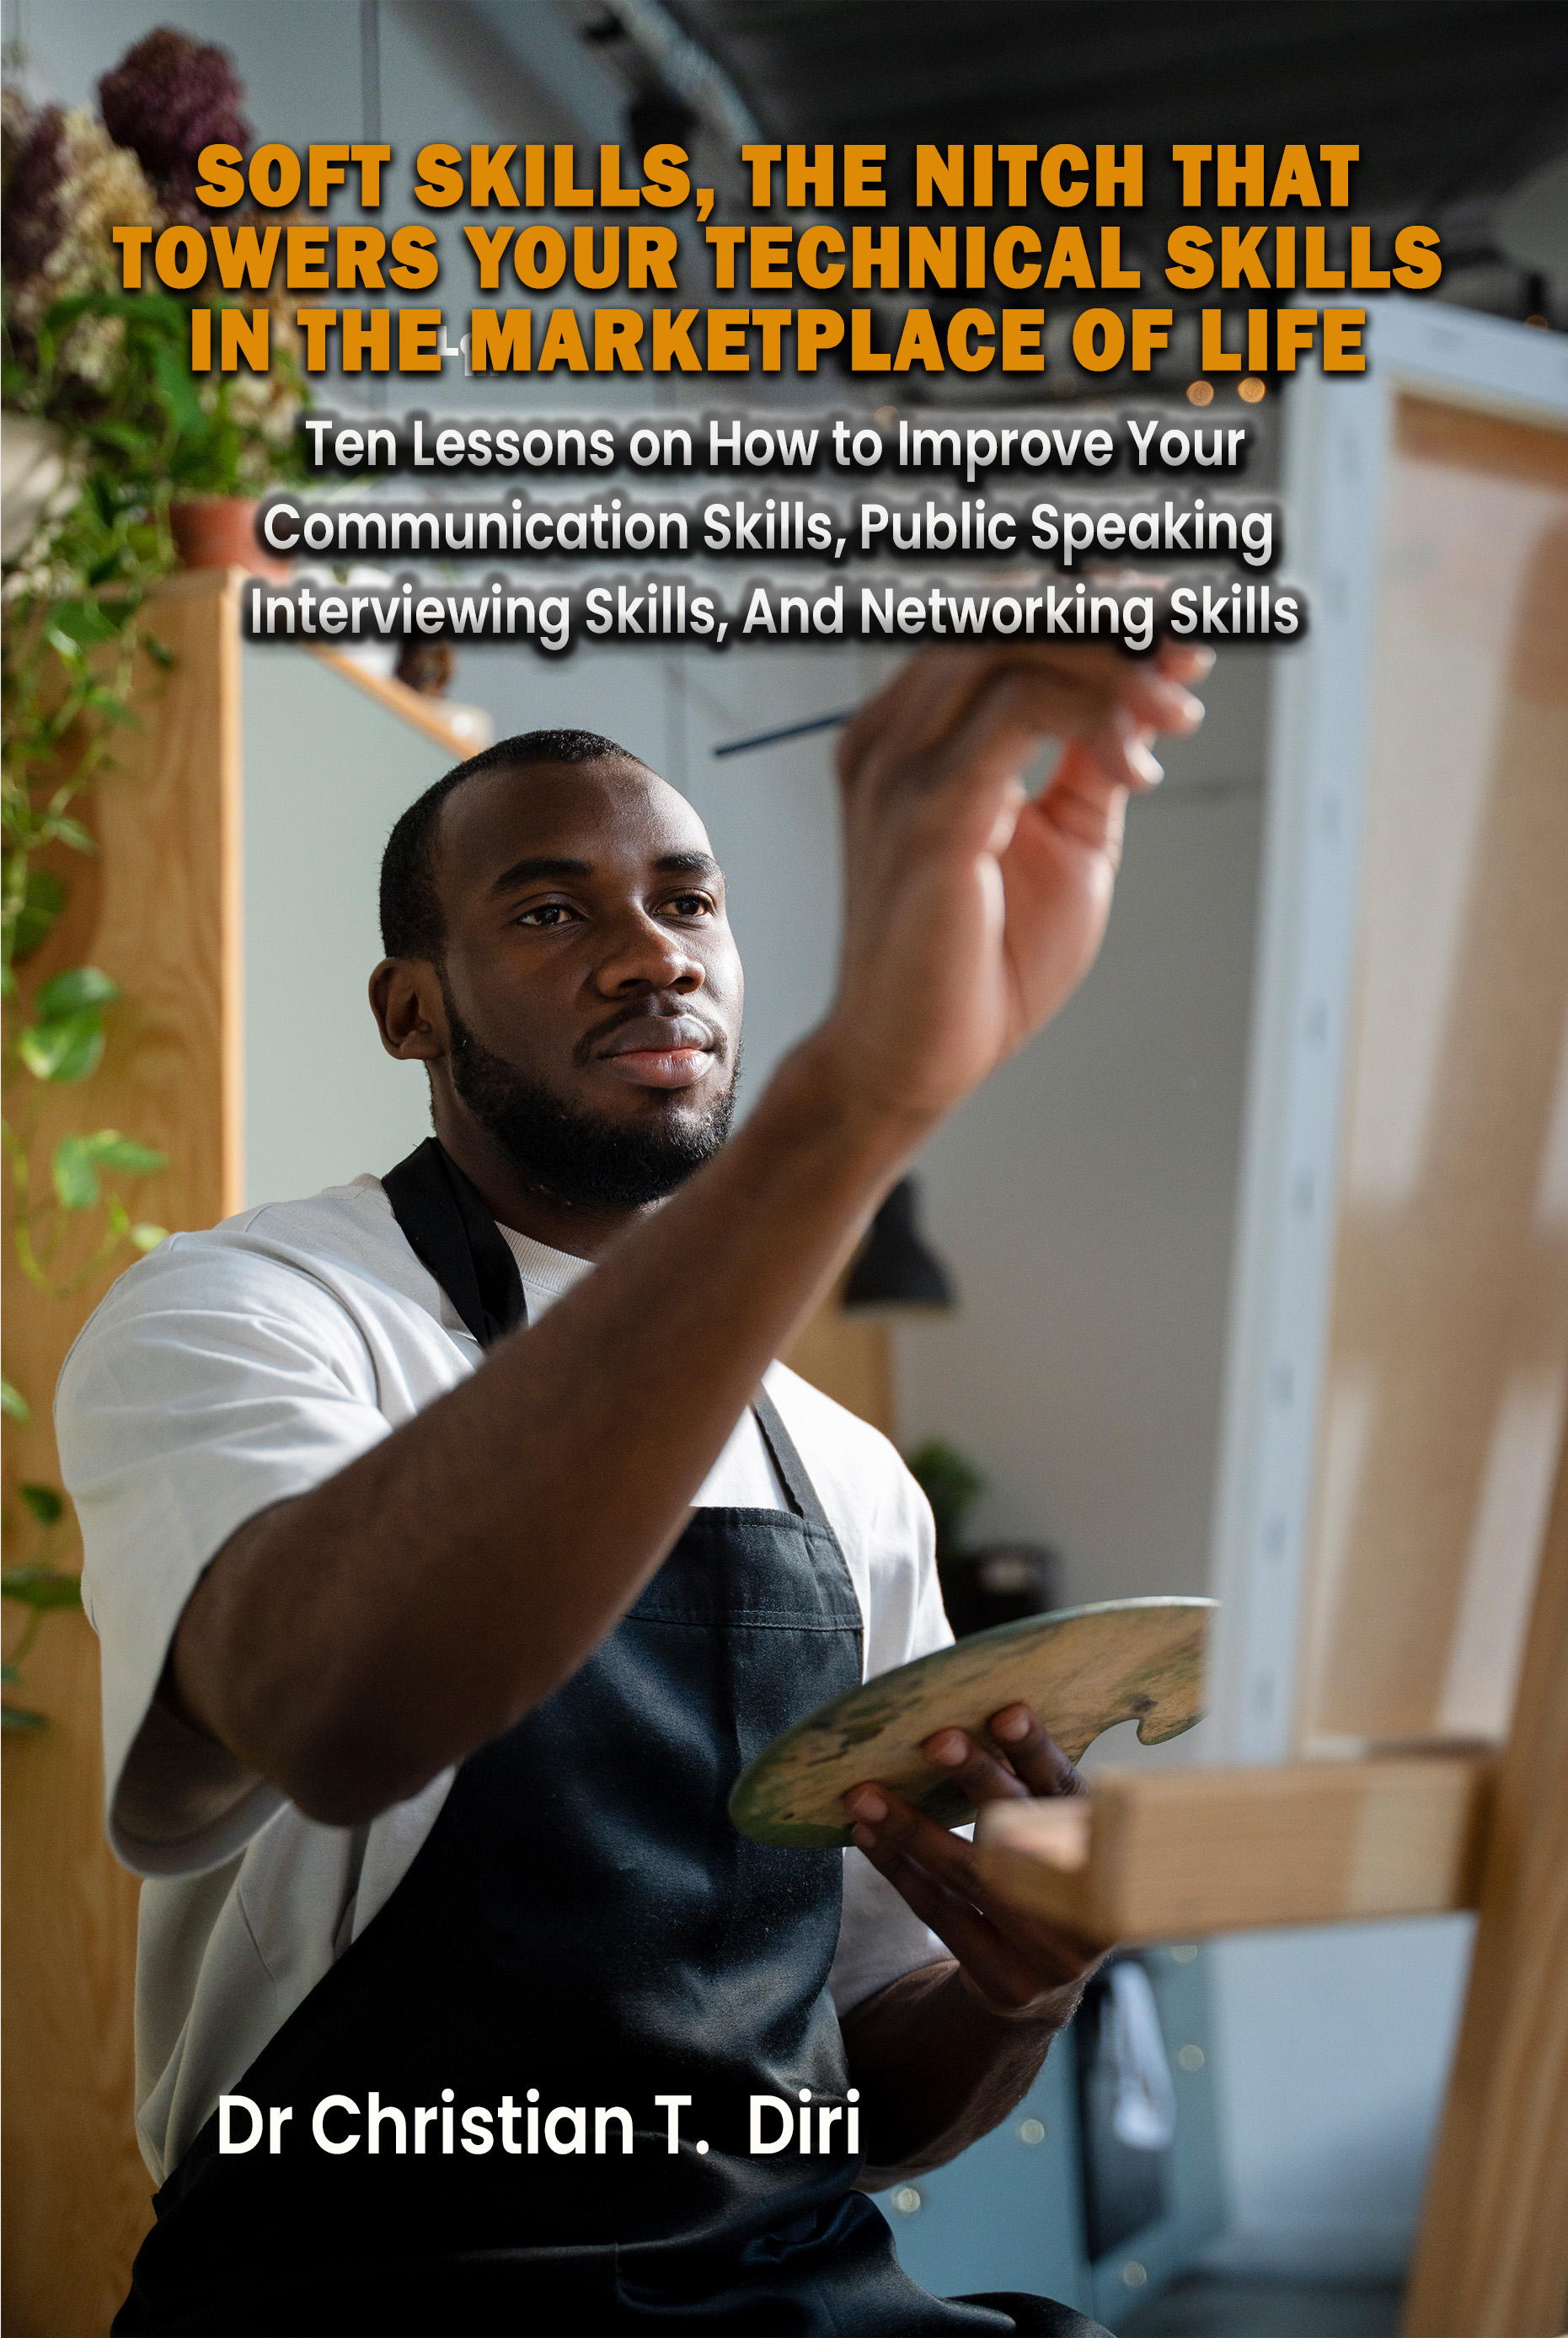 SOFT SKILLS, THE NITCH THAT
TOWERS YOUR TECHNICAL SKILLS
IN THE MARKETPLACE OF LIFE
Ten Lessons on How to Improve Your
Communication Skills, Public Speaking
Interviewing Skills, And Networking Skills
Dr Christian T. Diri